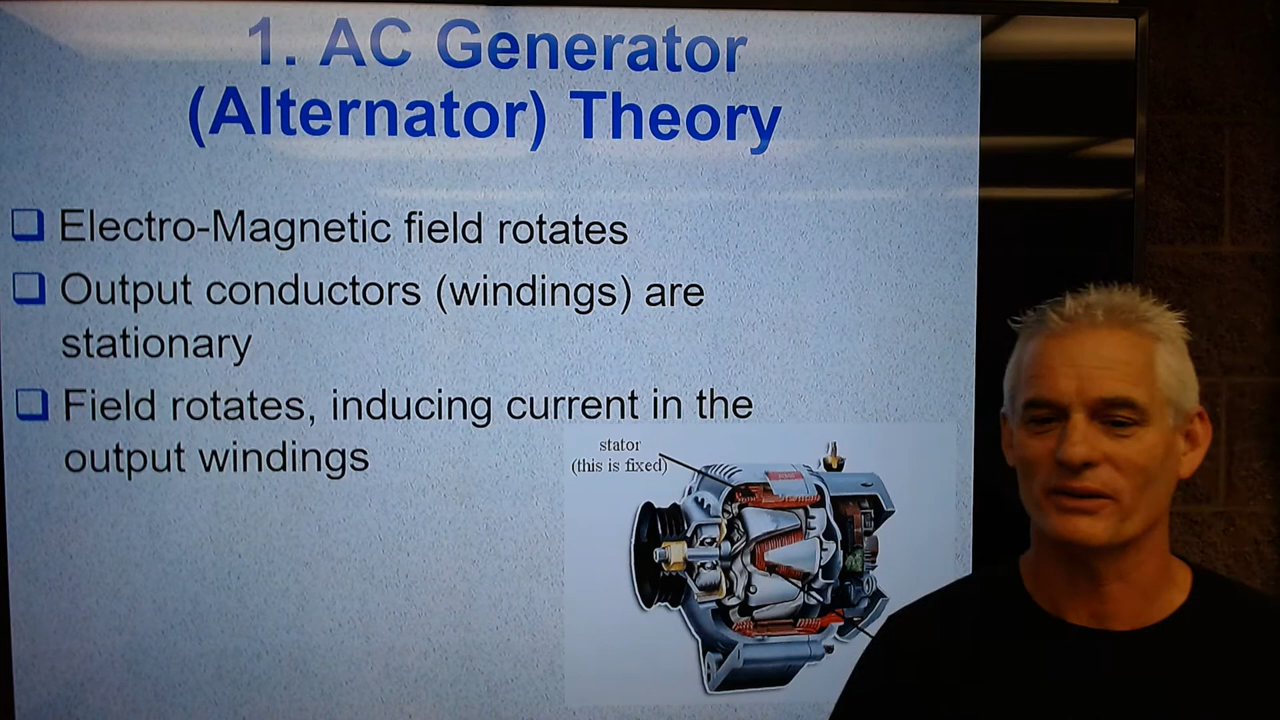 1. AC Generator
(Alternator) Theory
Electro-Magnetic field rotates
Output conductors (windings) are
stationary
Field rotates, inducing current in the
output windings
stator
(this is fixed)